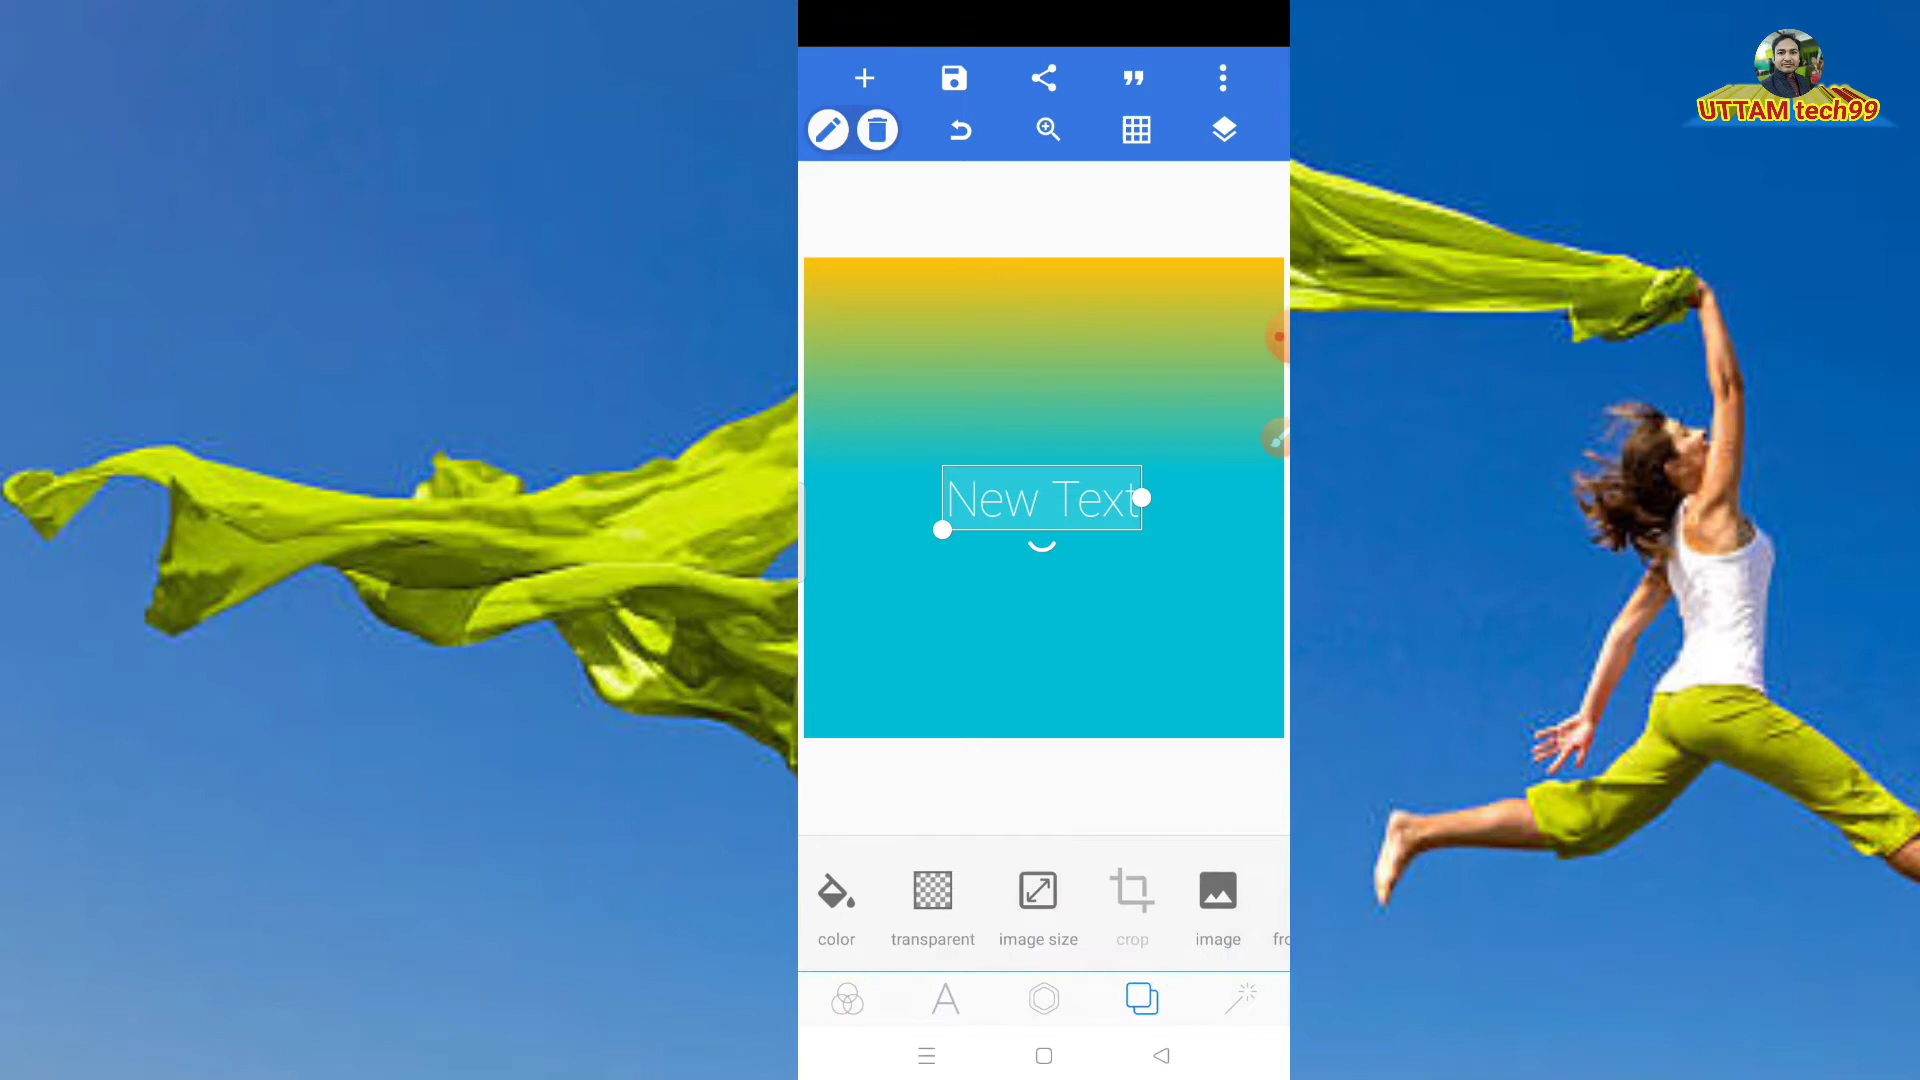 UTTAM tech99
New Text
color
transparent
image size
crop
image